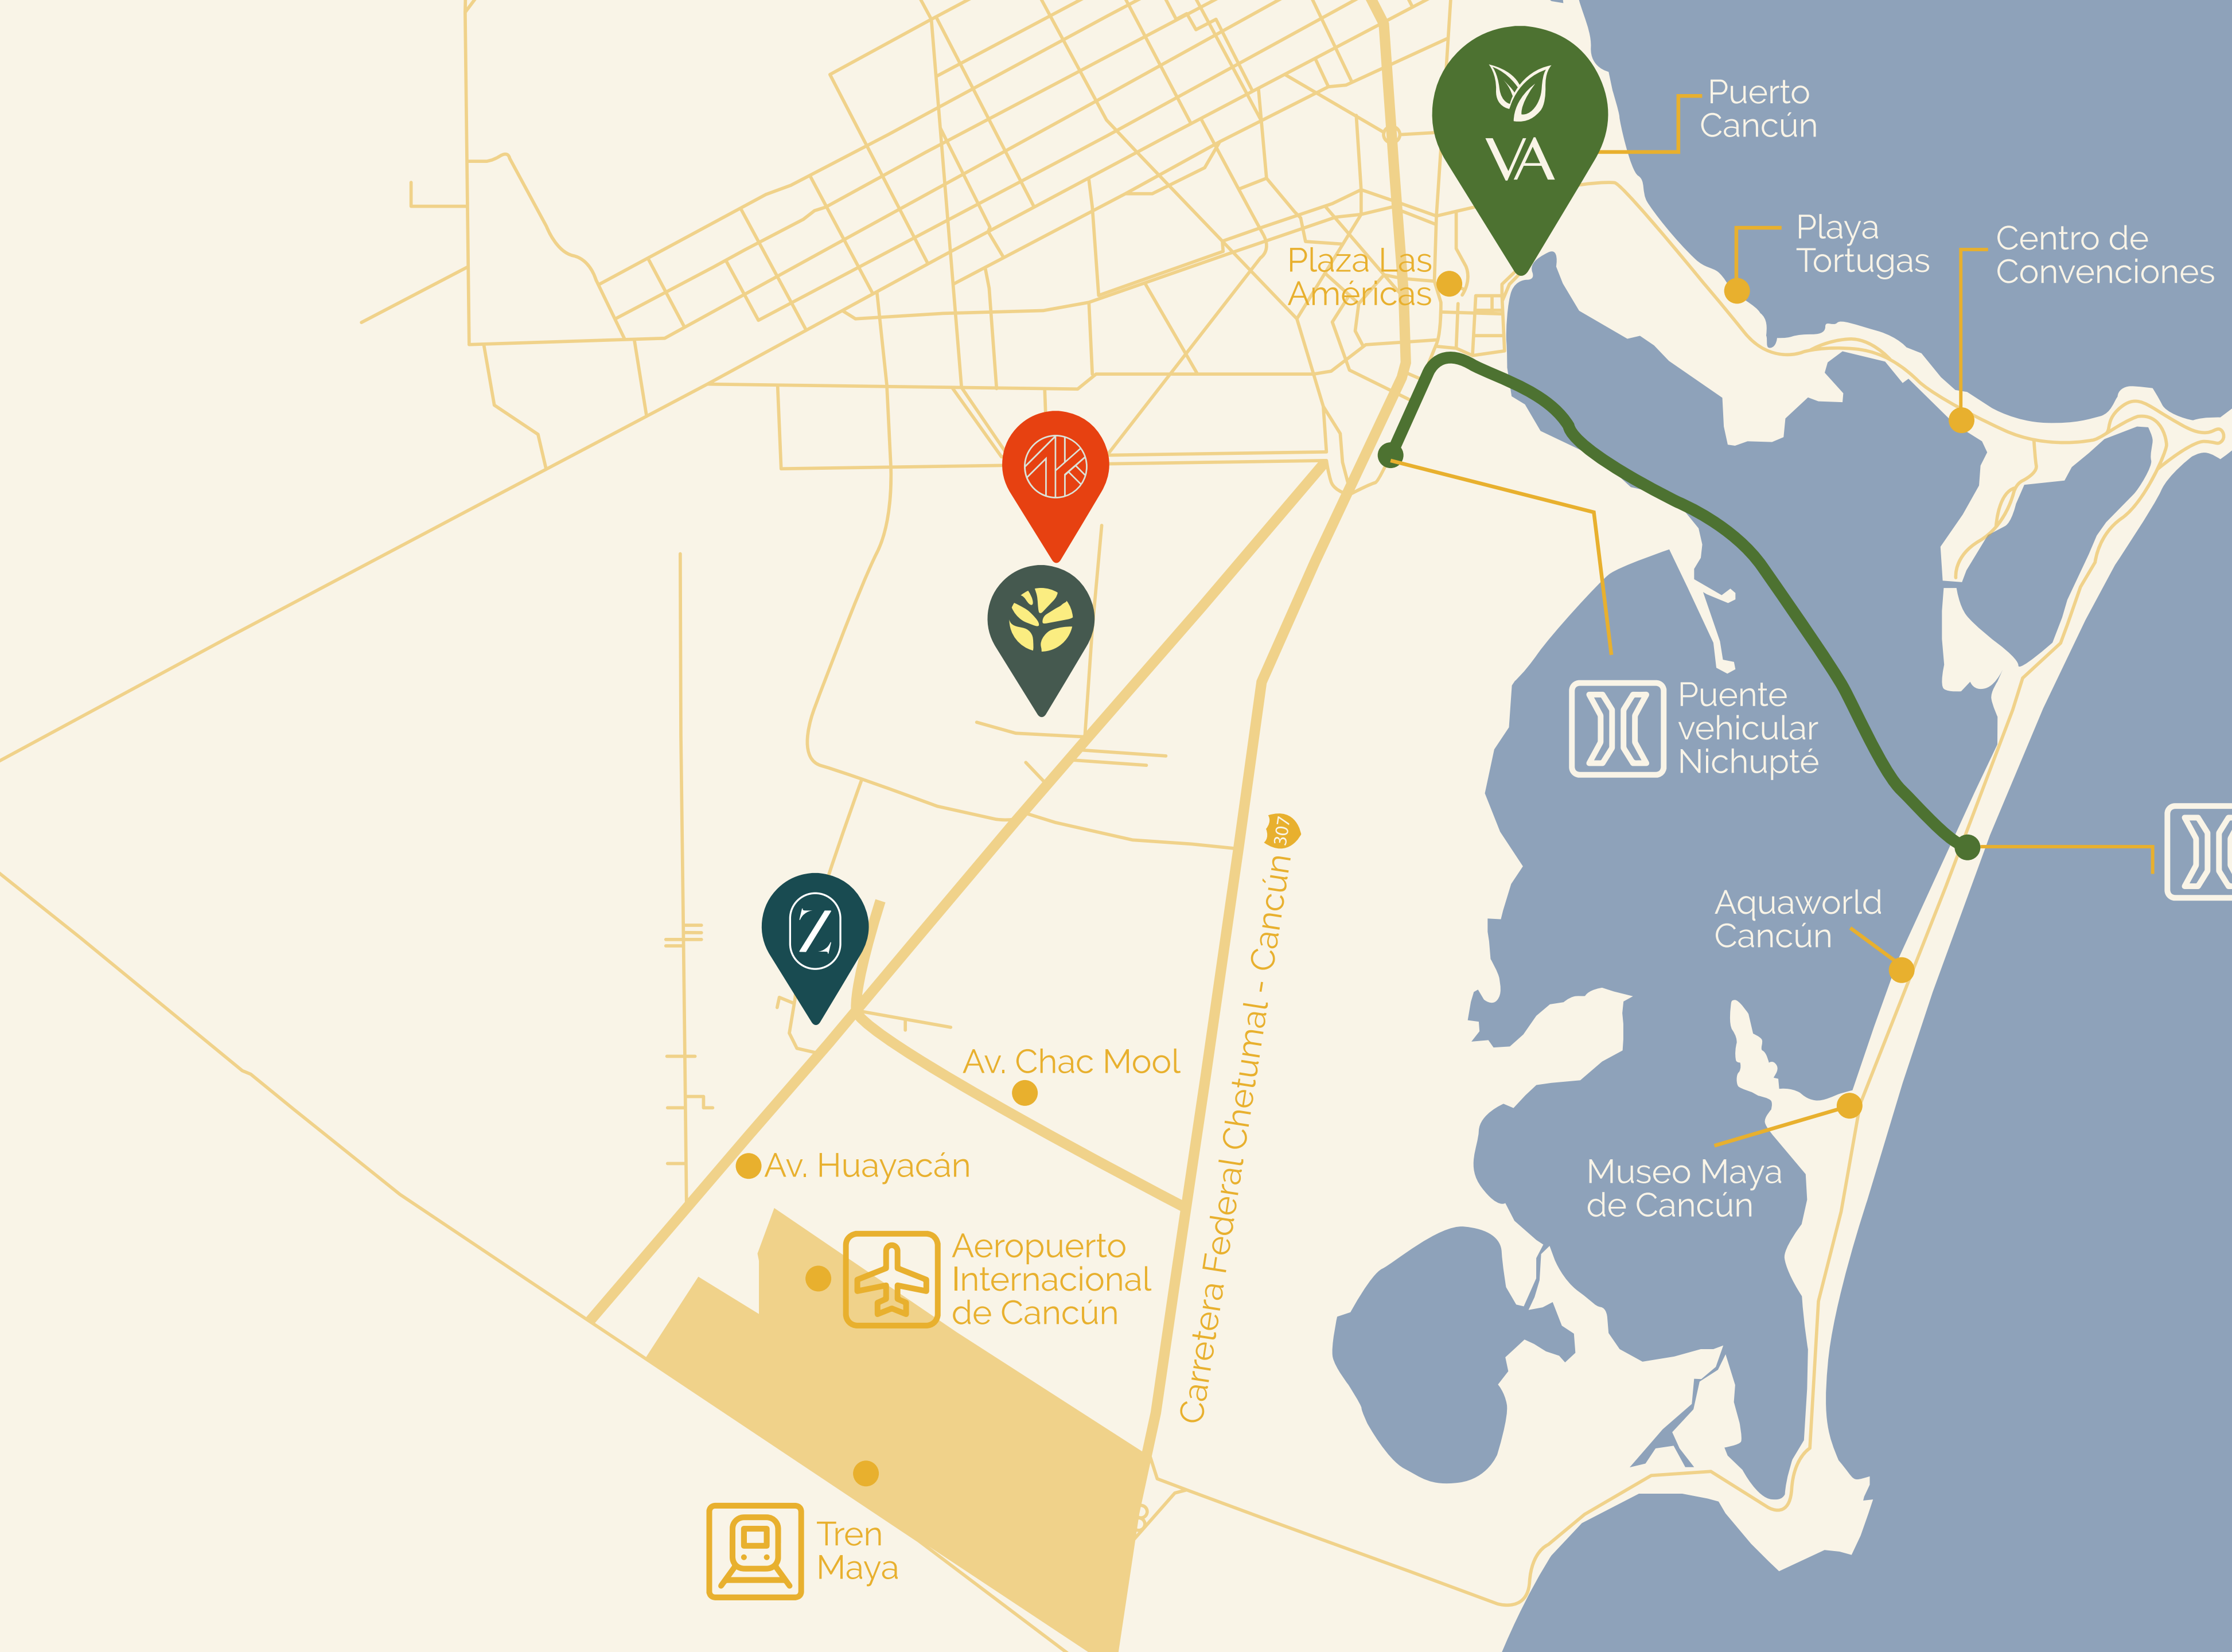 Puerto
Cancún
VA
Playa
Tortugas
Centro de
Convenciones
Plaza Las
Américas
Puente
vehicular
Nichupté
307
Carretera Federal Chetumal - Cancún
Aquaworld
Cancún
Z
Av. Chac Mool
Av. Huayacán
Museo Maya
de Cancún
Aeropuerto
Internacional
de Cancún
Tren
Maya